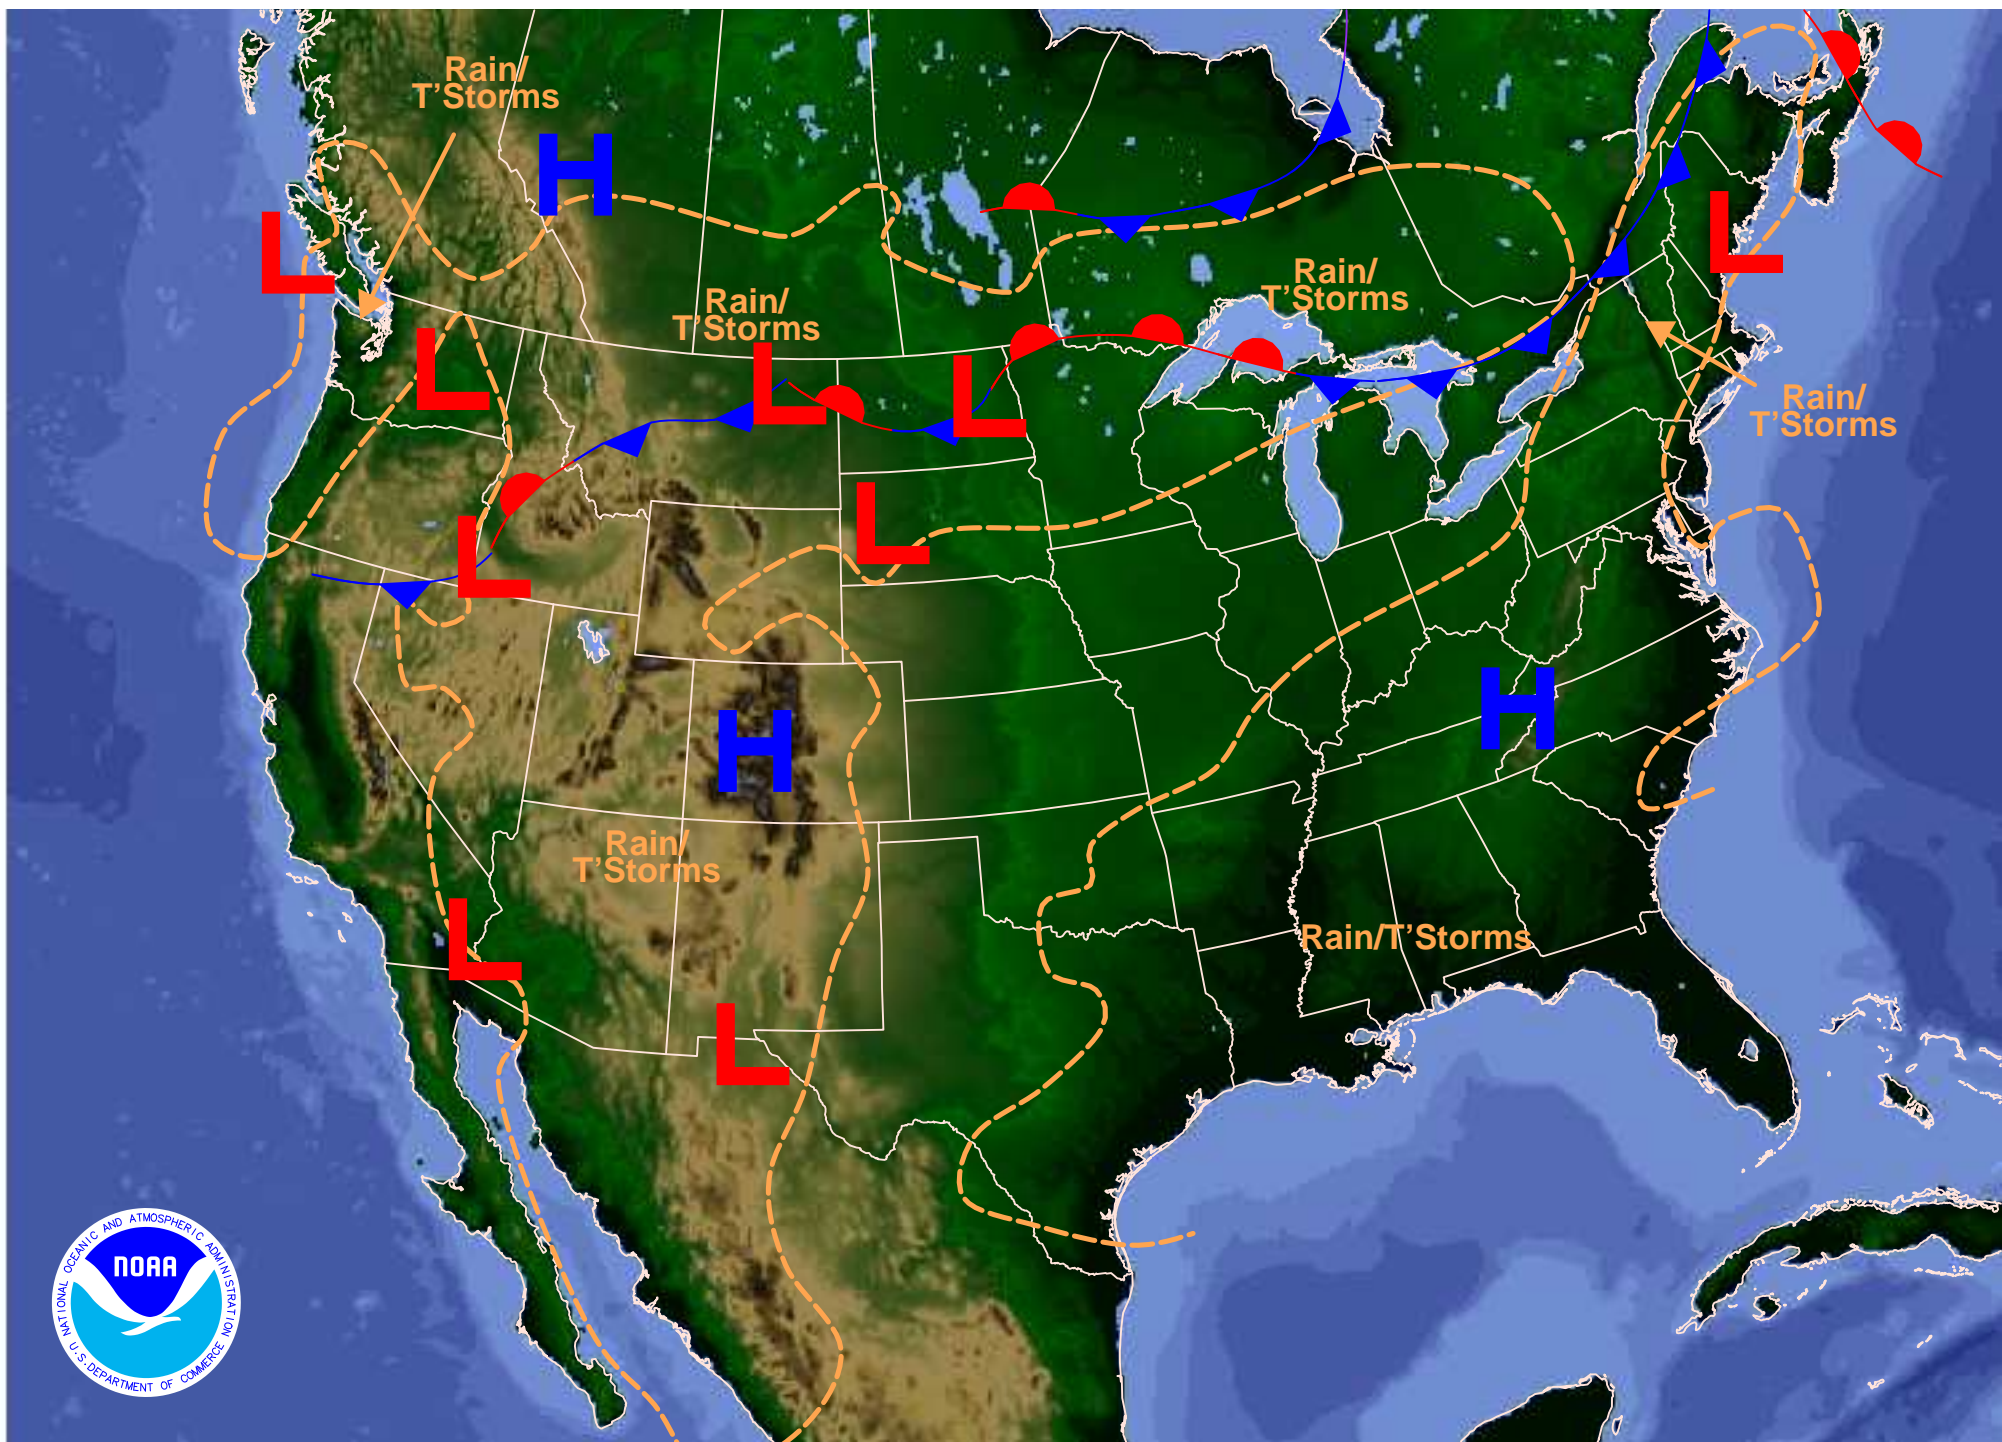 Rain/
T'Storms
H
L
Rain/
T'Storms
Rain/
T'Storms
L
L
L
L
Rain/
T'Storms
L
L
H
H
Rain/
T'Storms
L
Rain/T'Storms
L
NATIONAL OCEANIC AND ATMOSPHERIC ADMINISTRATION
NOAA
U.S. DEPARTMENT OF COMMERCE